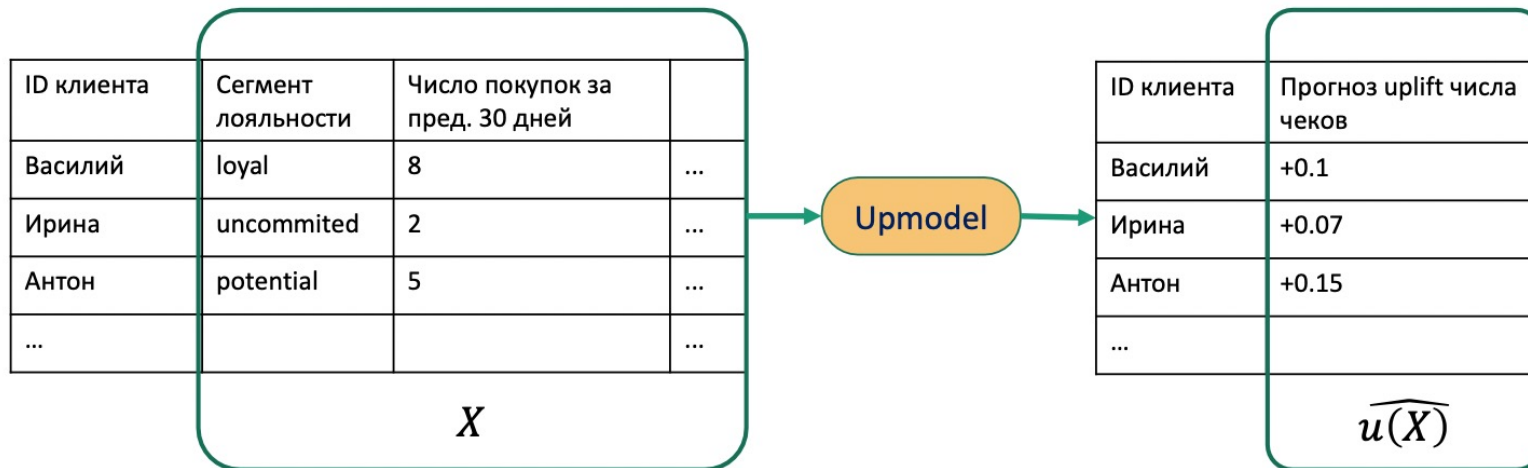 ID клиента
Сегмент
лояльности
Число покупок за
пред. 30 дней
Василий
loyal
8
...
Ирина
uncommited
2
...
Антон
potential
5
...
...
...
X
Upmodel
ID клиента
Прогноз uplift числа
чеков
Василий
+0.1
Ирина
+0.07
Антон
+0.15
...
u(X)